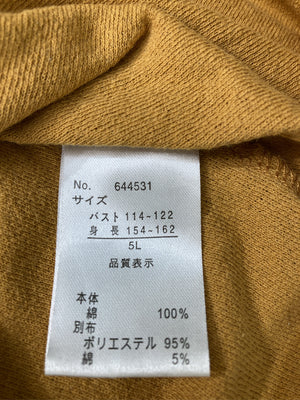 No. 644531
サイズ
バスト 114~122
身 長 154~162
5L
品質表示
本体
綿 100%
別布
ポリエステル 95%
綿 5%